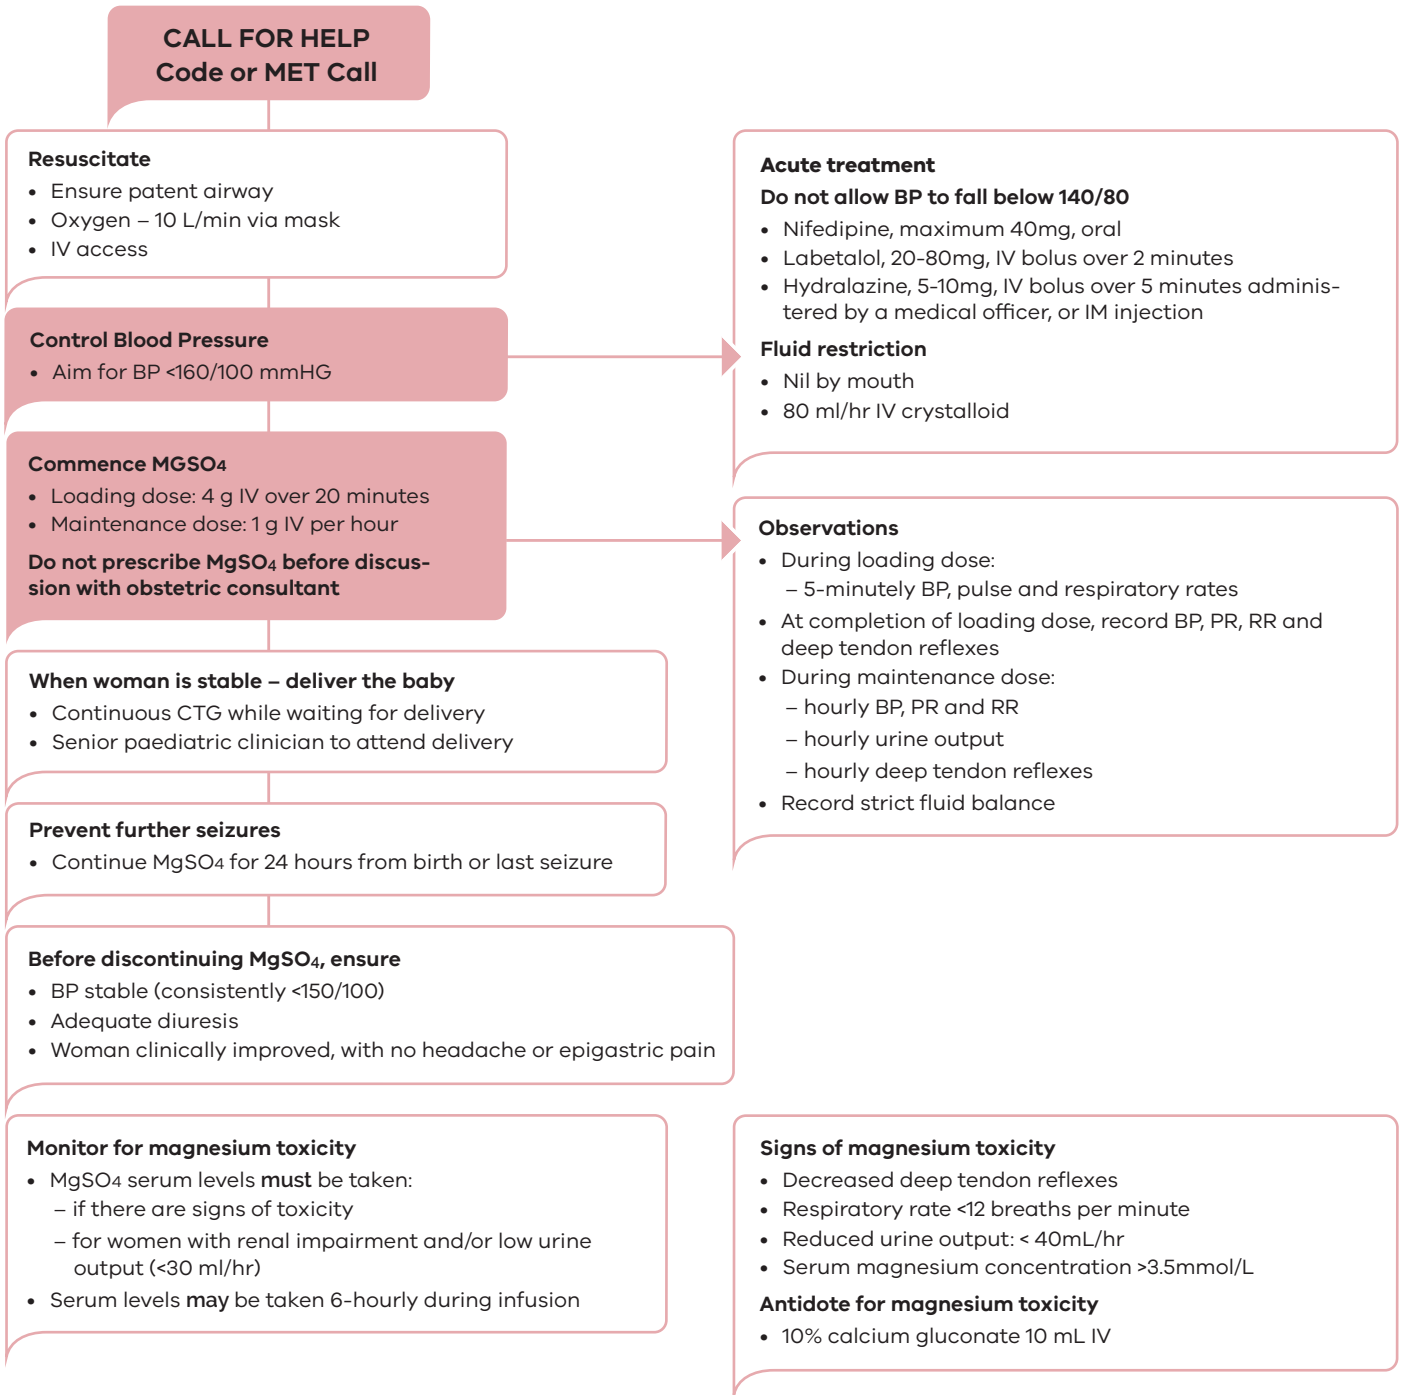 CALL FOR HELP
Code or MET Call
Resuscitate
• Ensure patent airway
• Oxygen – 10 L/min via mask
• IV access
Control Blood Pressure
• Aim for BP <160/100 mmHG
Commence MGSO4
• Loading dose: 4 g IV over 20 minutes
• Maintenance dose: 1 g IV per hour
Do not prescribe MgSO4 before discus-
sion with obstetric consultant
When woman is stable – deliver the baby
• Continuous CTG while waiting for delivery
• Senior paediatric clinician to attend delivery
Prevent further seizures
• Continue MgSO4 for 24 hours from birth or last seizure
Before discontinuing MgSO4, ensure
• BP stable (consistently <150/100)
• Adequate diuresis
• Woman clinically improved, with no headache or epigastric pain
Monitor for magnesium toxicity
• MgSO4 serum levels must be taken:
– if there are signs of toxicity
– for women with renal impairment and/or low urine
output (<30 ml/hr)
• Serum levels may be taken 6-hourly during infusion
Acute treatment
Do not allow BP to fall below 140/80
• Nifedipine, maximum 40mg, oral
• Labetalol, 20-80mg, IV bolus over 2 minutes
• Hydralazine, 5-10mg, IV bolus over 5 minutes adminis-
tered by a medical officer, or IM injection
Fluid restriction
• Nil by mouth
• 80 ml/hr IV crystalloid
Observations
• During loading dose:
– 5-minutely BP, pulse and respiratory rates
• At completion of loading dose, record BP, PR, RR and
deep tendon reflexes
• During maintenance dose:
– hourly BP, PR and RR
– hourly urine output
– hourly deep tendon reflexes
• Record strict fluid balance
Signs of magnesium toxicity
• Decreased deep tendon reflexes
• Respiratory rate <12 breaths per minute
• Reduced urine output: < 40mL/hr
• Serum magnesium concentration >3.5mmol/L
Antidote for magnesium toxicity
• 10% calcium gluconate 10 mL IV